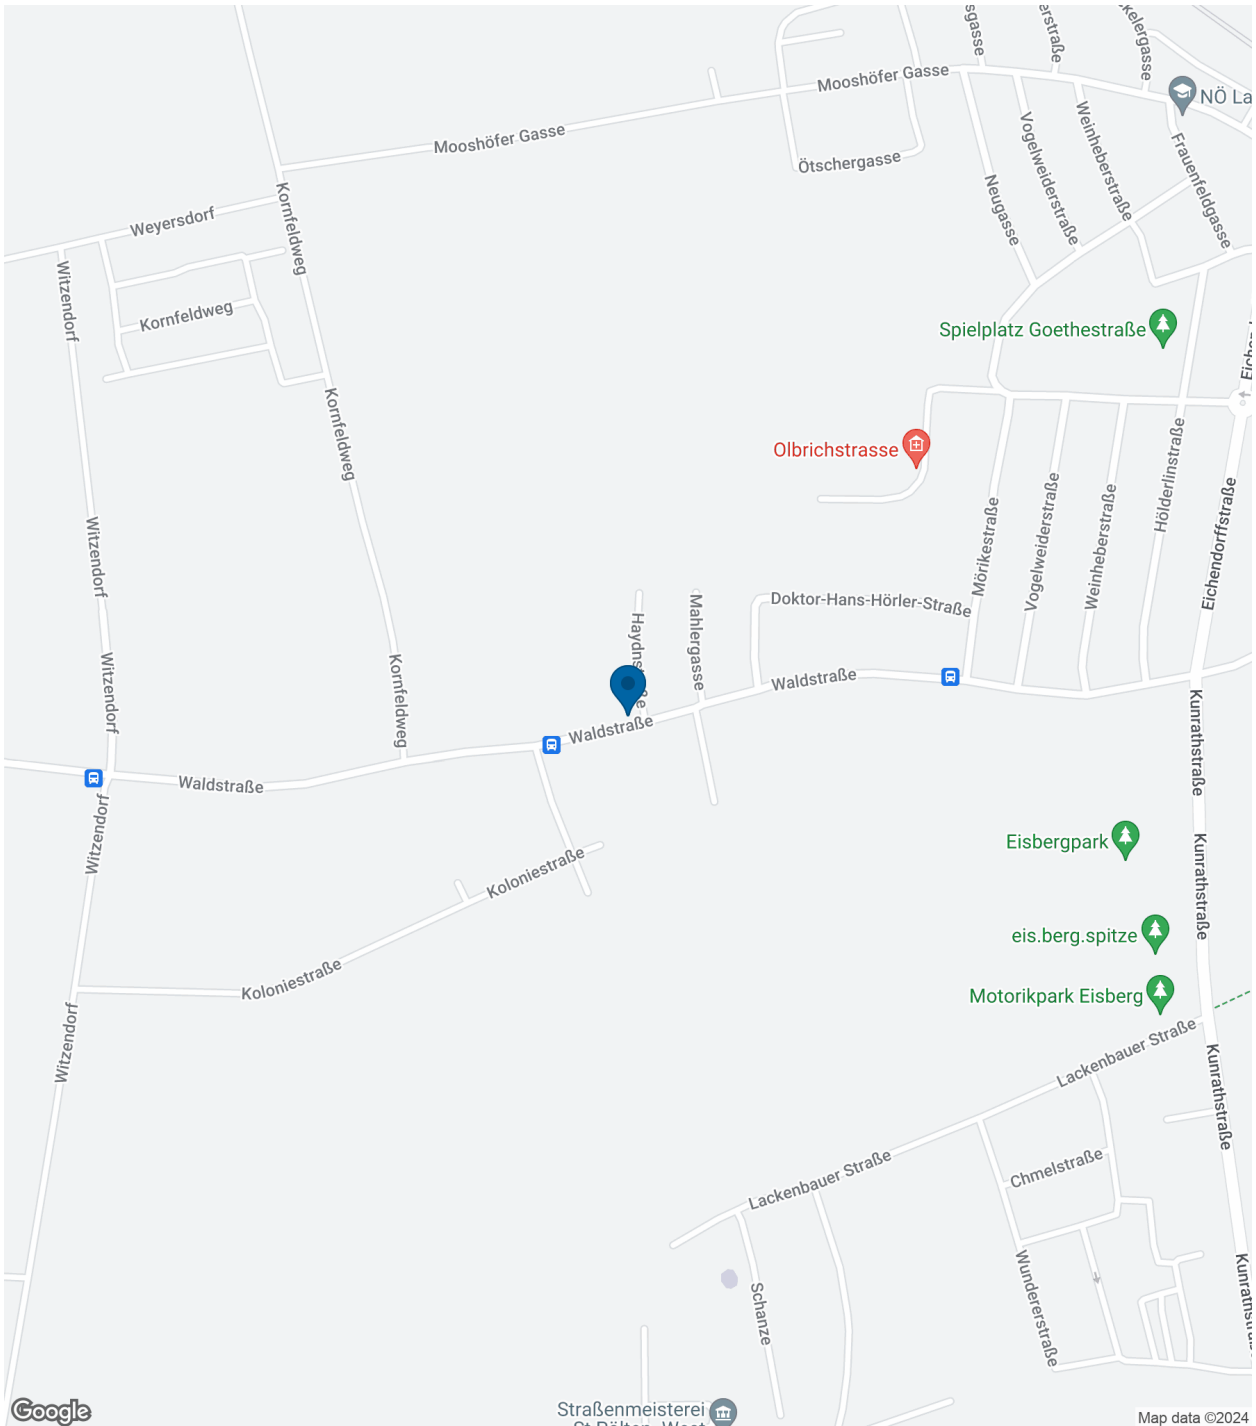 Mooshöfer Gasse
NÖ La
Mooshöfer Gasse
Ötschergasse
Vogelweiderstraße
Weinheberstraße
Frauenfeldgasse
Neugasse
Weyersdorf
Kornfeldweg
Witzendorf
Kornfeldweg
Spielplatz Goethestraße
Kornfeldweg
Olbrichstrasse
Hölderlinstraße
Eichendorffstraße
Mörikestraße
Vogelweiderstraße
Weinheberstraße
Witzendorf
Doktor-Hans-Hörler-Straße
Mahlergasse
Witzendorf
Kornfeldweg
Waldstraße
Waldstraße
Waldstraße
Kunrathstraße
Witzendorf
Eisbergpark
Kunrathstraße
Koloniestraße
eis.berg.spitze
Koloniestraße
Motorikpark Eisberg
Witzendorf
Lackenbauer Straße
Kunrathstraße
Chmelstraße
Lackenbauer Straße
Wundererstraße
Schanze
Straßenmeisterei
Google
Map data ©2024